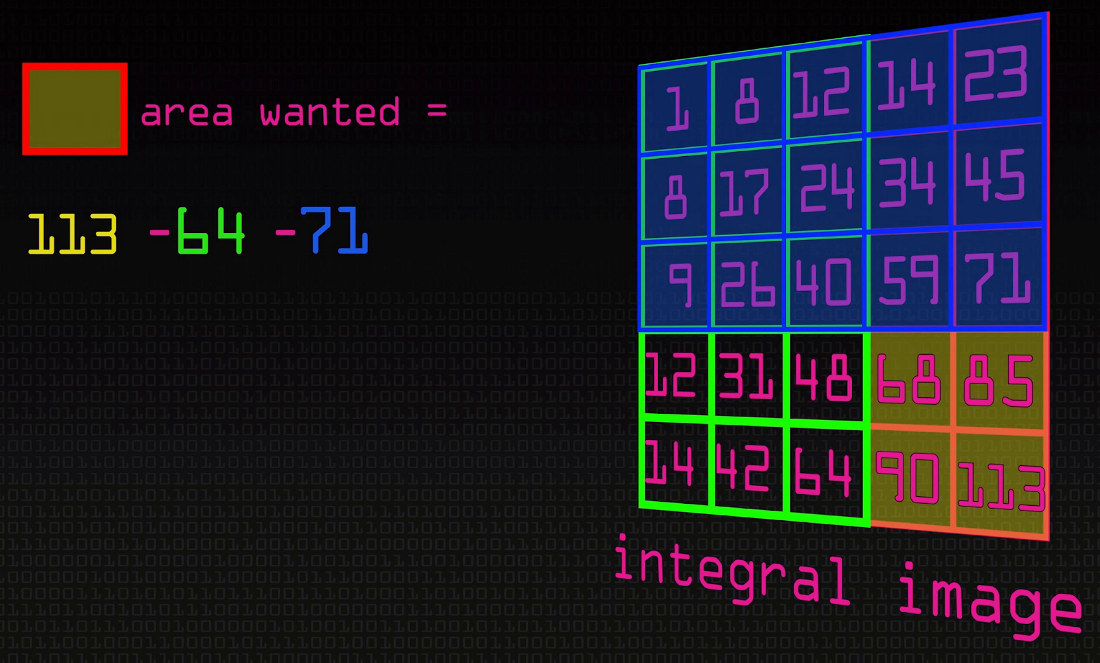 area wanted =
113 -64 -71
1 8 12 14 23
8 17 24 34 45
9 26 40 59 71
12 31 48 68 85
14 42 64 90 113
integral image